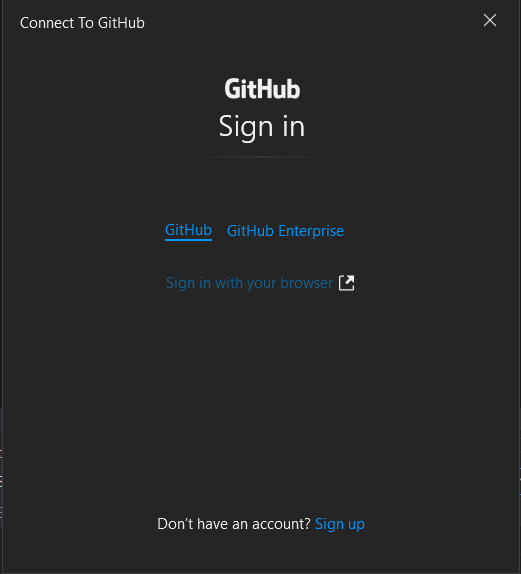 Connect To GitHub
GitHub
Sign in
GitHub GitHub Enterprise
Sign in with your browser
Don't have an account? Sign up